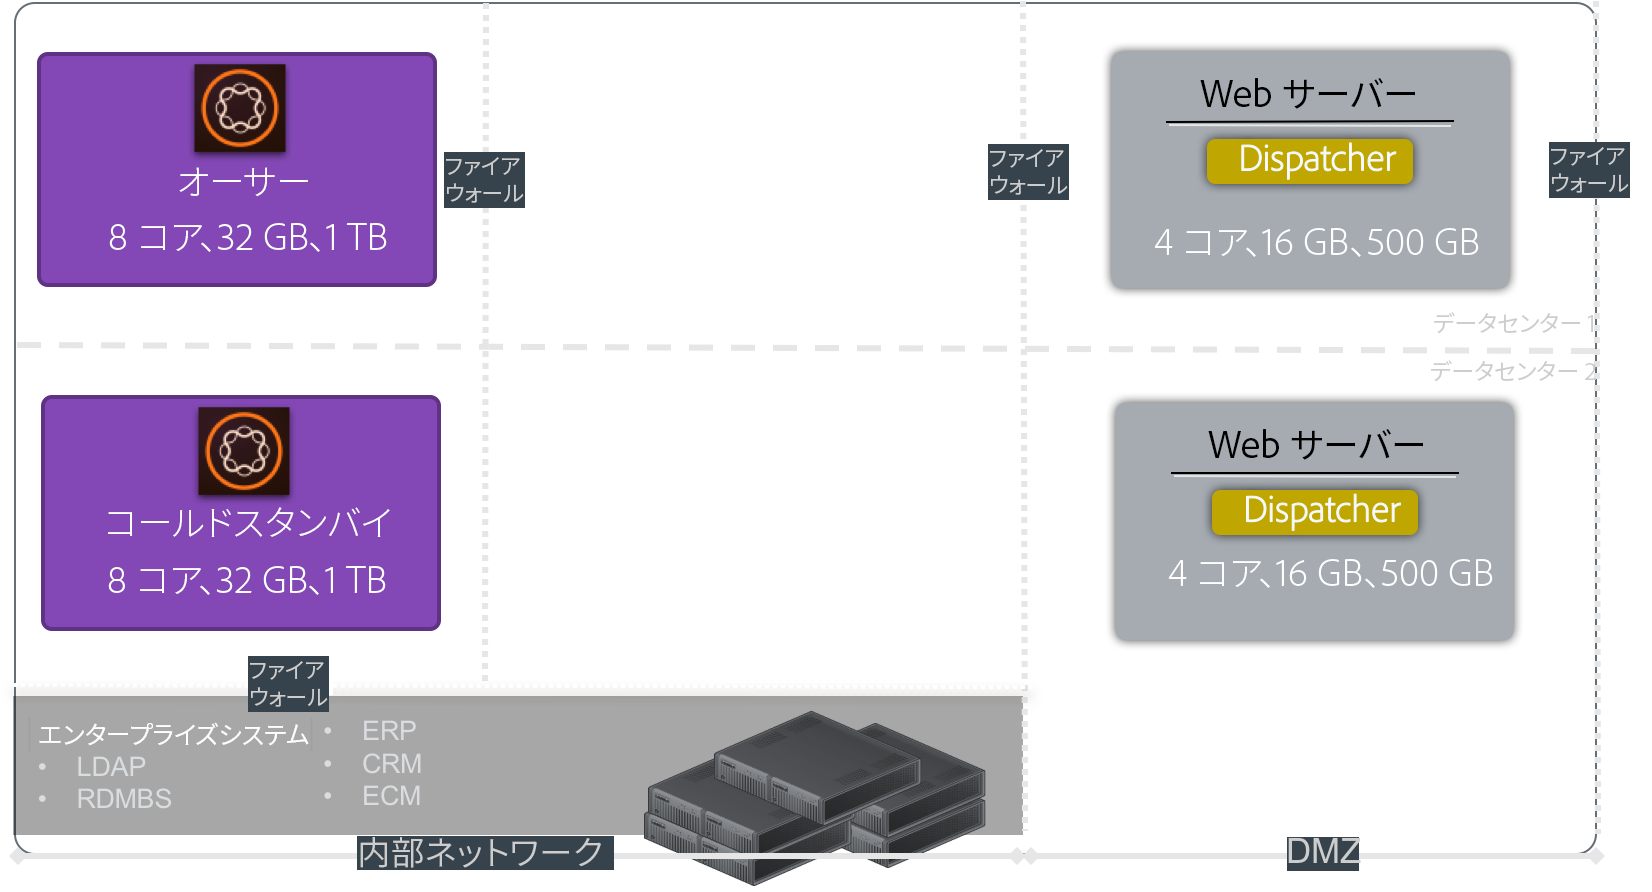 オーサー
8 コア、32 GB、1 TB
ファイア
ウォール
ファイア
ウォール
Web サーバー
Dispatcher
4 コア、16 GB、500 GB
ファイア
ウォール
データセンター 1
データセンター 2
コールドスタンバイ
8 コア、32 GB、1 TB
Web サーバー
Dispatcher
4 コア、16 GB、500 GB
ファイア
ウォール
エンタープライズシステム
• LDAP
• RDMBS
• ERP
• CRM
• ECM
内部ネットワーク
DMZ